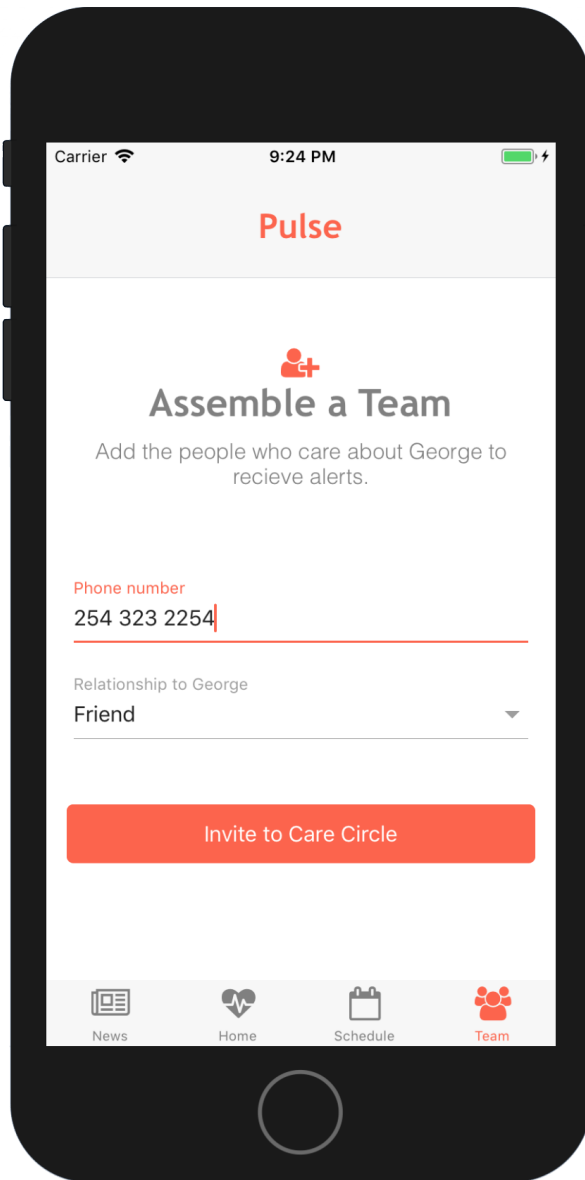 Carrier 9:24 PM
Pulse
Assemble a Team
Add the people who care about George to
recieve alerts.
Phone number
254 323 2254
Relationship to George
Friend
Invite to Care Circle
News Home Schedule Team